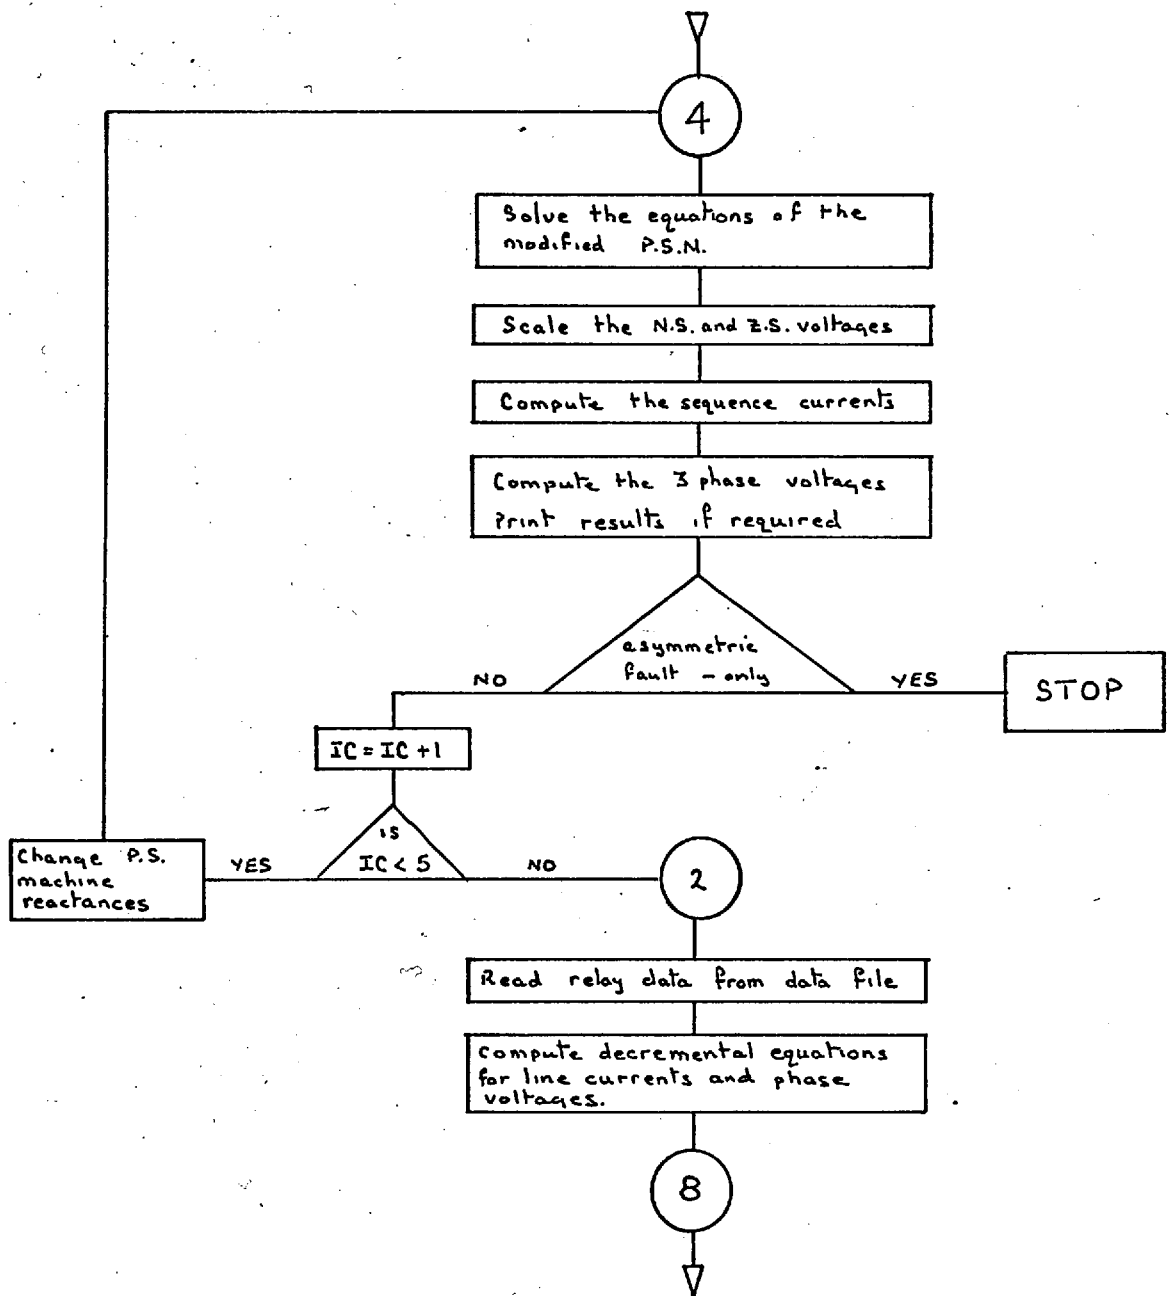 4
Solve the equations of the
modified P.S.N.
Scale the N.S. and Z.S. voltages
Compute the sequence currents
Compute the 3 phase voltages
Print results if required
asymmetric
fault - only
NO
YES
STOP
IC = IC + 1
is
IC < 5
YES
NO
Change P.S.
machine
reactances
2
Read relay data from data file
Compute decremental equations
for line currents and phase
voltages.
8